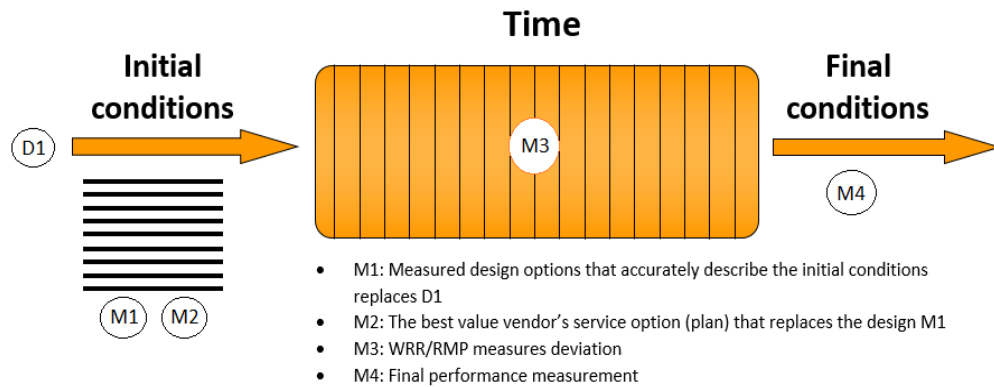 Time
Initial
conditions
Final
conditions
D1
M3
M4
M1 M2
• M1: Measured design options that accurately describe the initial conditions
replaces D1
• M2: The best value vendor’s service option (plan) that replaces the design M1
• M3: WRR/RMP measures deviation
• M4: Final performance measurement